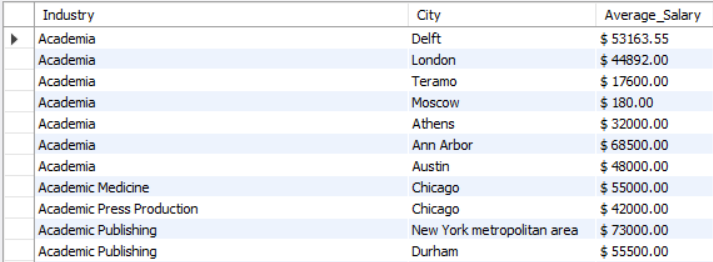 Industry City Average_Salary
Academia Delft $ 53163.55
Academia London $ 44892.00
Academia Teramo $ 17600.00
Academia Moscow $ 180.00
Academia Athens $ 32000.00
Academia Ann Arbor $ 68500.00
Academia Austin $ 48000.00
Academic Medicine Chicago $ 55000.00
Academic Press Production Chicago $ 42000.00
Academic Publishing New York metropolitan area $ 73000.00
Academic Publishing Durham $ 55500.00